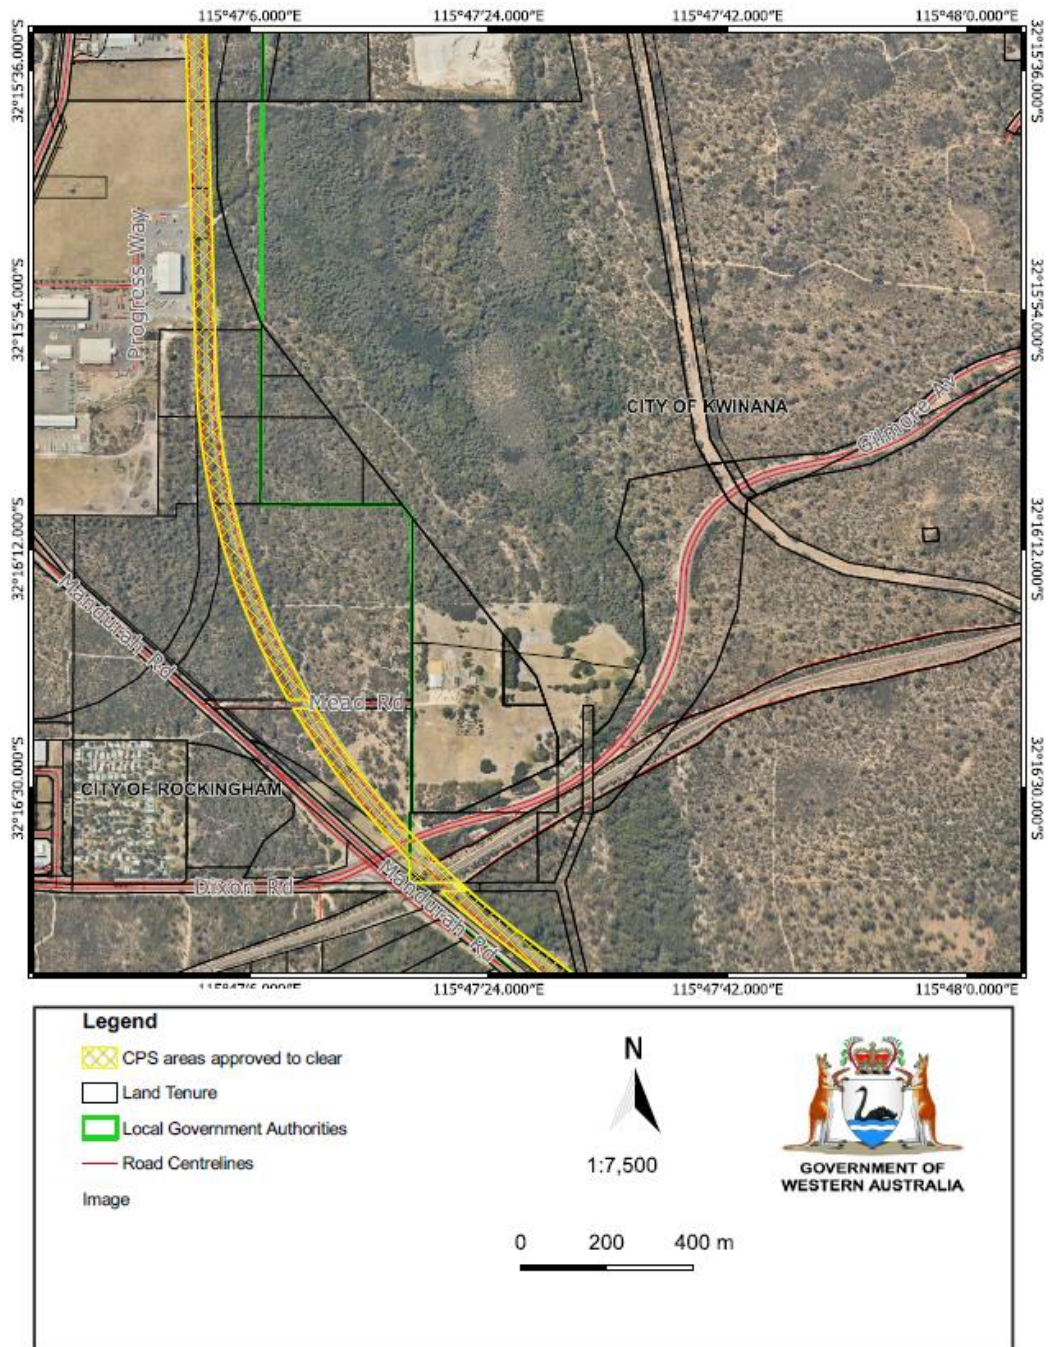 115°47'6.000"E 115°47'24.000"E 115°47'42.000"E 115°48'0.000"E
32°15'36.000"S
32°15'36.000"S
Progress Way
32°15'54.000"S
32°15'54.000"S
CITY OF KWINANA
Gilmore Av
32°16'12.000"S
32°16'12.000"S
Mandurah Rd
Mead Rd
32°16'30.000"S
32°16'30.000"S
CITY OF ROCKINGHAM
Dixon Rd
Mandurah Rd
115°47'6.000"E 115°47'24.000"E 115°47'42.000"E 115°48'0.000"E
Legend
CPS areas approved to clear
Land Tenure
Local Government Authorities
Road Centrelines
Image
N
1:7,500
0 200 400 m
GOVERNMENT OF
WESTERN AUSTRALIA